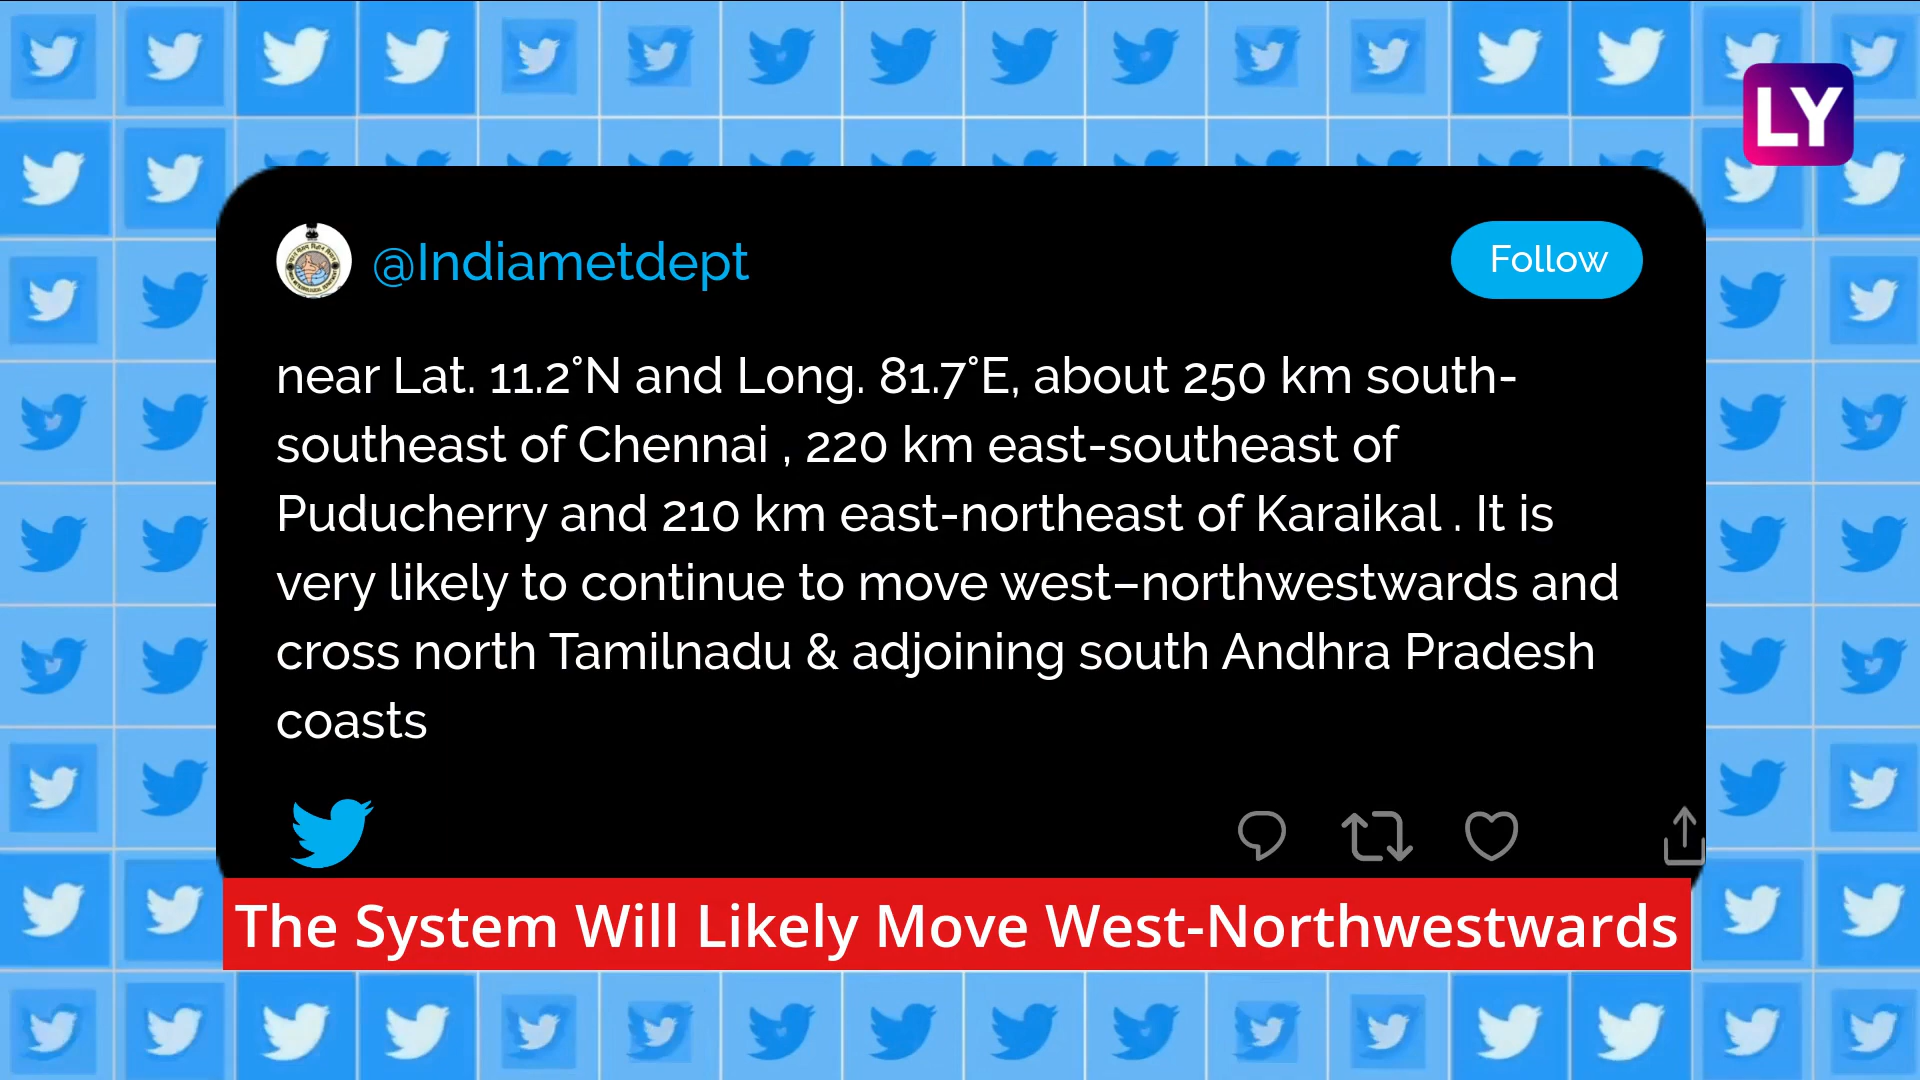 LY
@Indiametdept
Follow
near Lat. 11.2°N and Long. 81.7°E, about 250 km south-
southeast of Chennai , 220 km east-southeast of
Puducherry and 210 km east-northeast of Karaikal . It is
very likely to continue to move west–northwestwards and
cross north Tamilnadu & adjoining south Andhra Pradesh
coasts
The System Will Likely Move West-Northwestwards